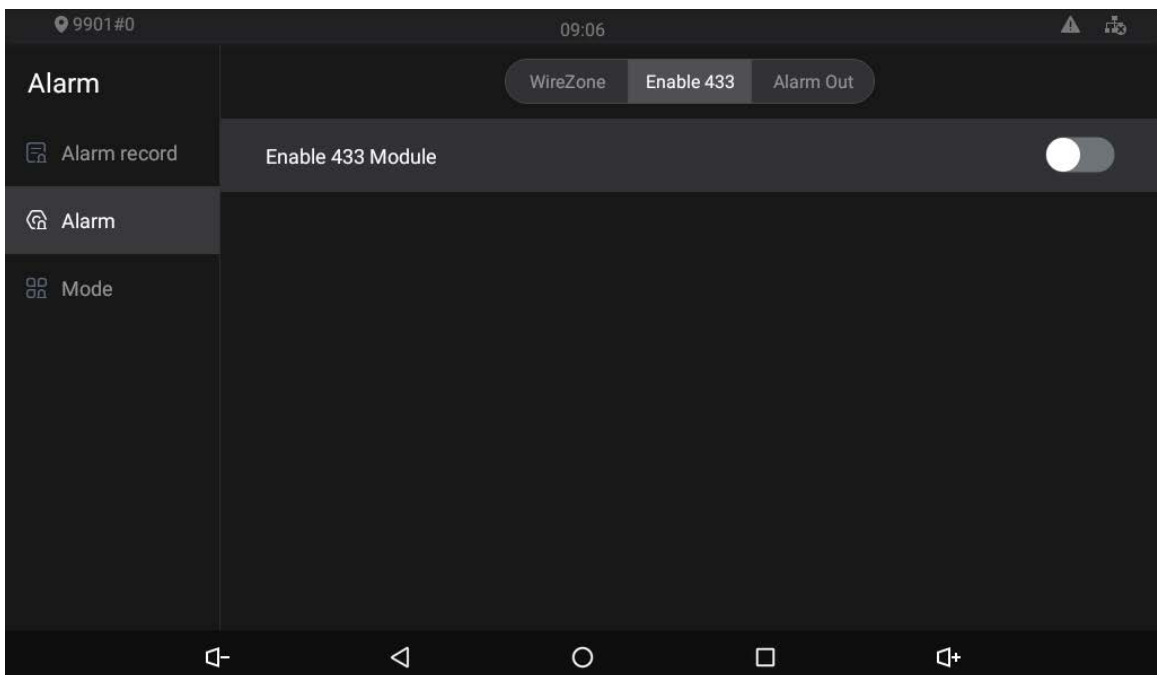 9901#0
09:06
Alarm
WireZone Enable 433 Alarm Out
Alarm record
Enable 433 Module
Alarm
Mode